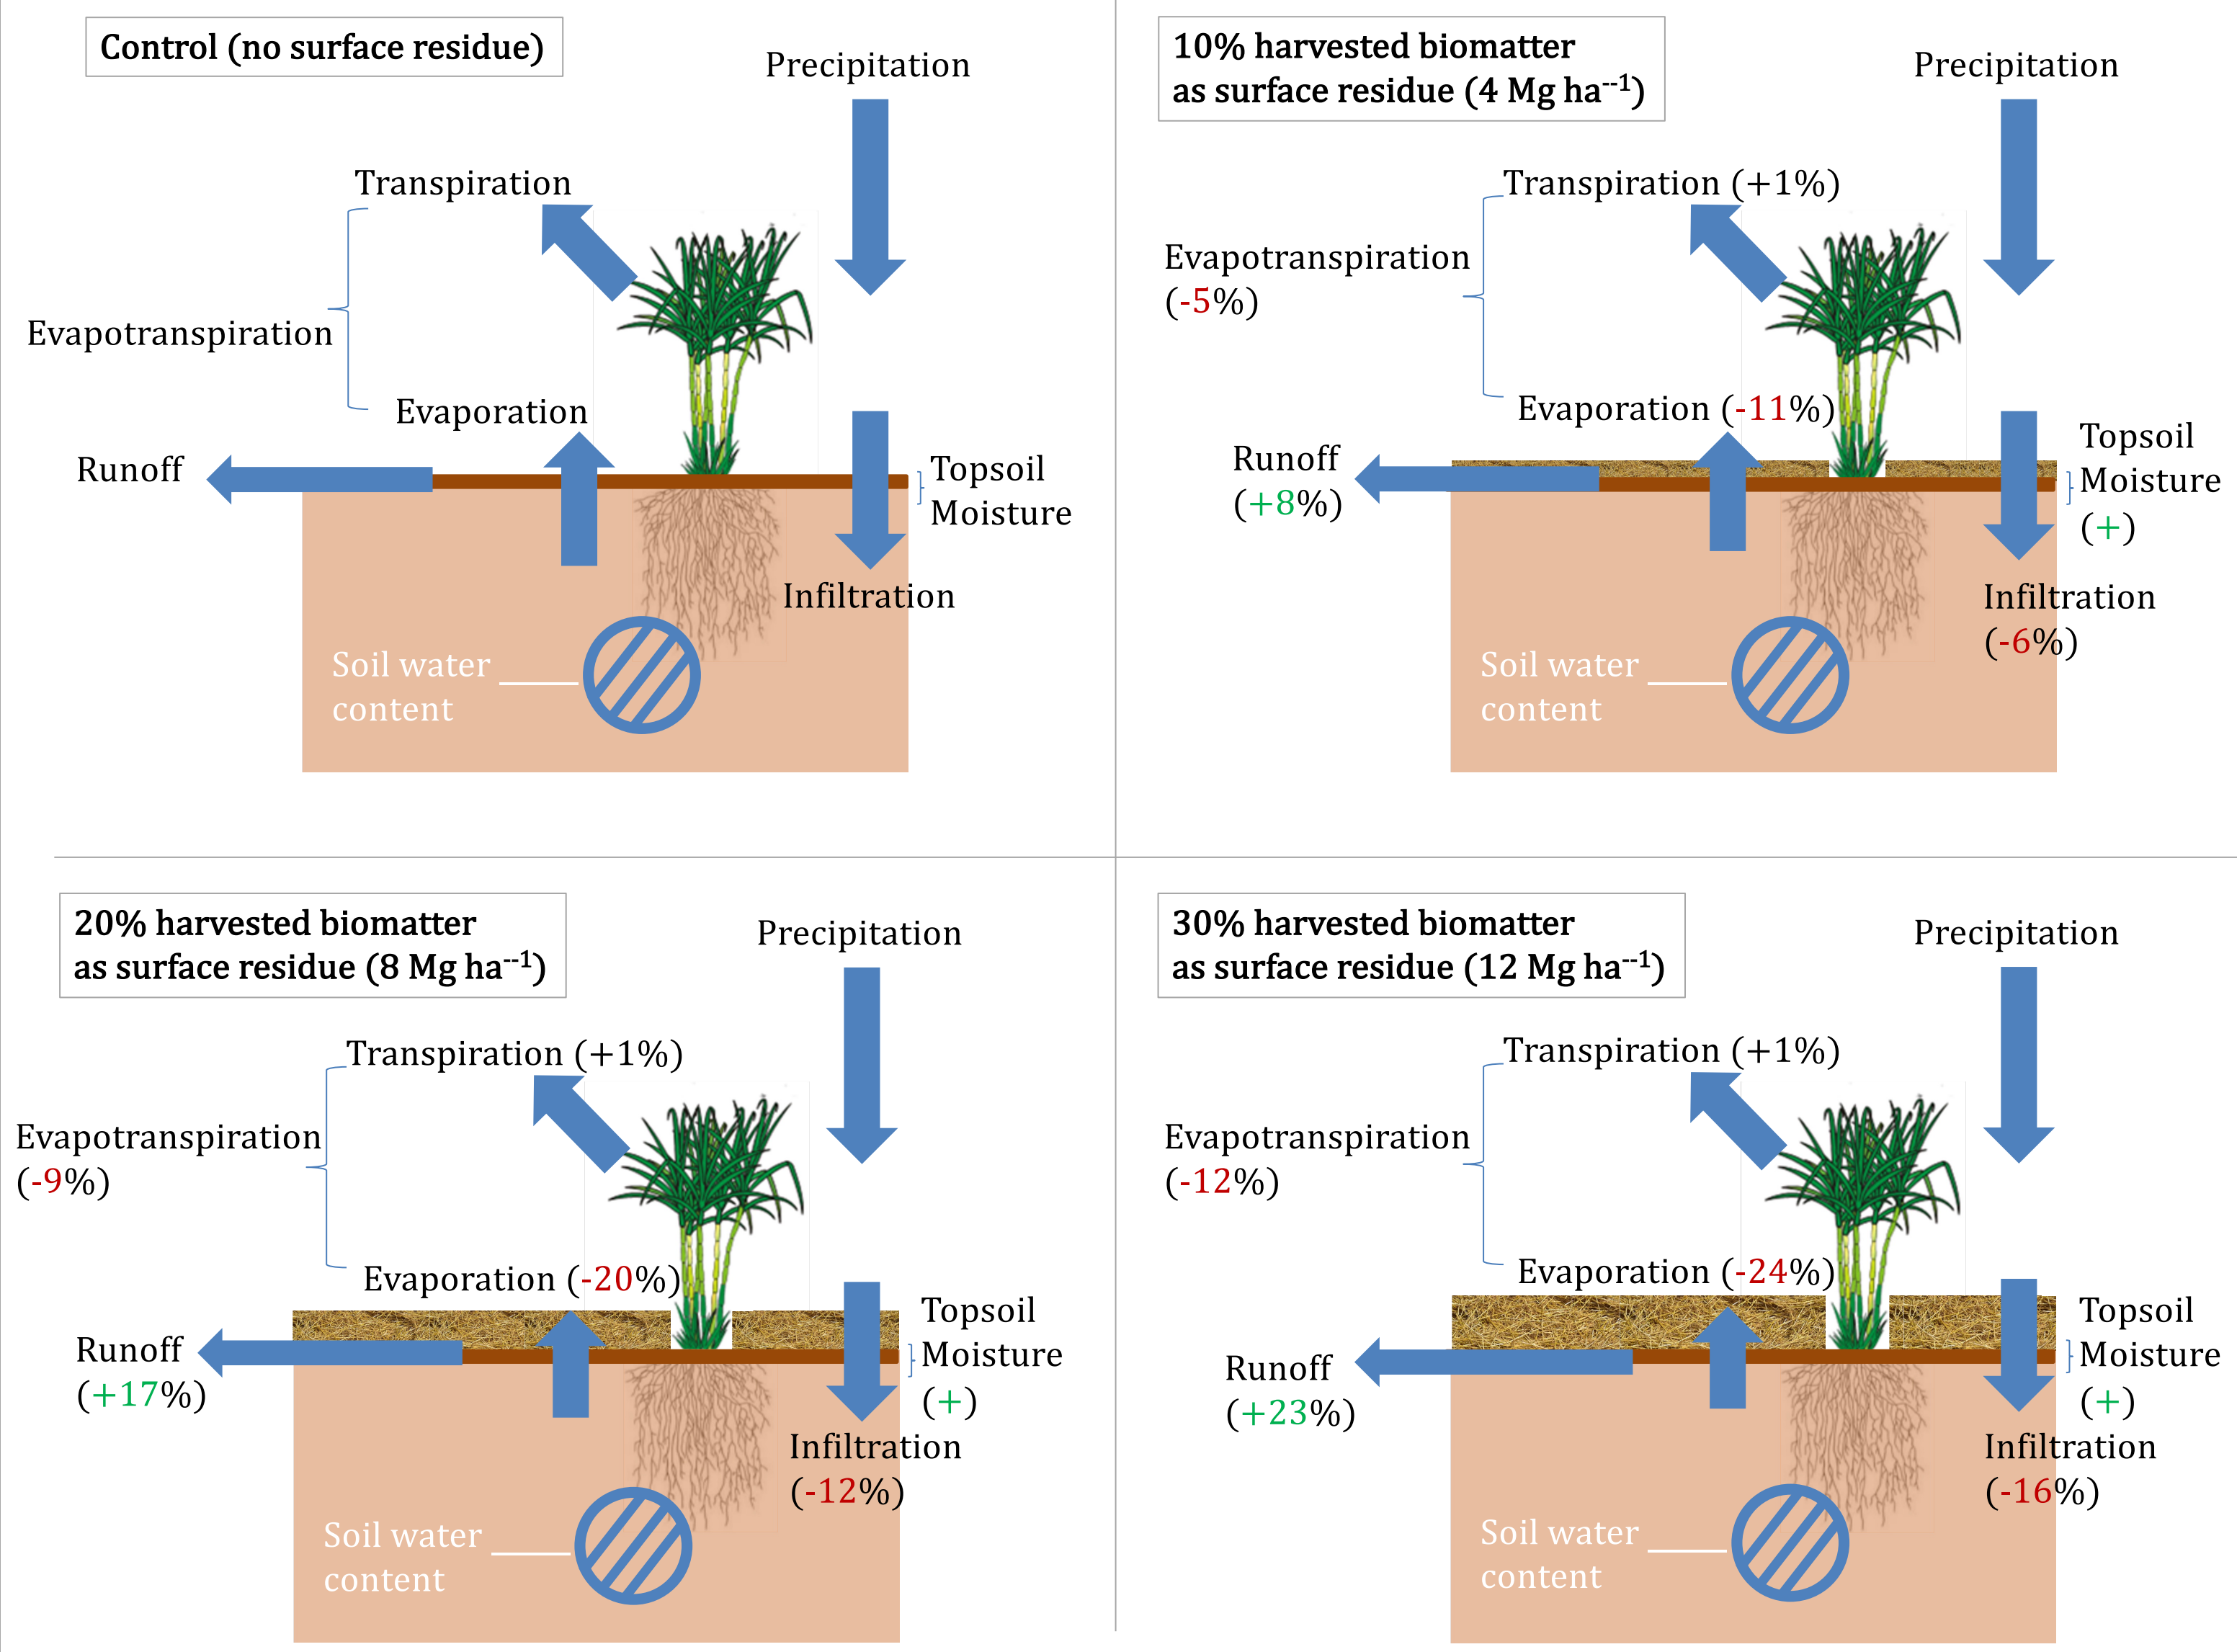 Control (no surface residue)
Precipitation
Transpiration
Evapotranspiration
Evaporation
Runoff
Topsoil
Moisture
Infiltration
Soil water
content
10% harvested biomatter
as surface residue (4 Mg ha--1)
Precipitation
Transpiration (+1%)
Evapotranspiration
(-5%)
Evaporation (-11%)
Runoff
(+8%)
Topsoil
Moisture
(+)
Infiltration
(-6%)
Soil water
content
20% harvested biomatter
as surface residue (8 Mg ha--1)
Precipitation
Transpiration (+1%)
Evapotranspiration
(-9%)
Evaporation (-20%)
Runoff
(+17%)
Topsoil
Moisture
(+)
Infiltration
(-12%)
Soil water
content
30% harvested biomatter
as surface residue (12 Mg ha--1)
Precipitation
Transpiration (+1%)
Evapotranspiration
(-12%)
Evaporation (-24%)
Runoff
(+23%)
Topsoil
Moisture
(+)
Infiltration
(-16%)
Soil water
content